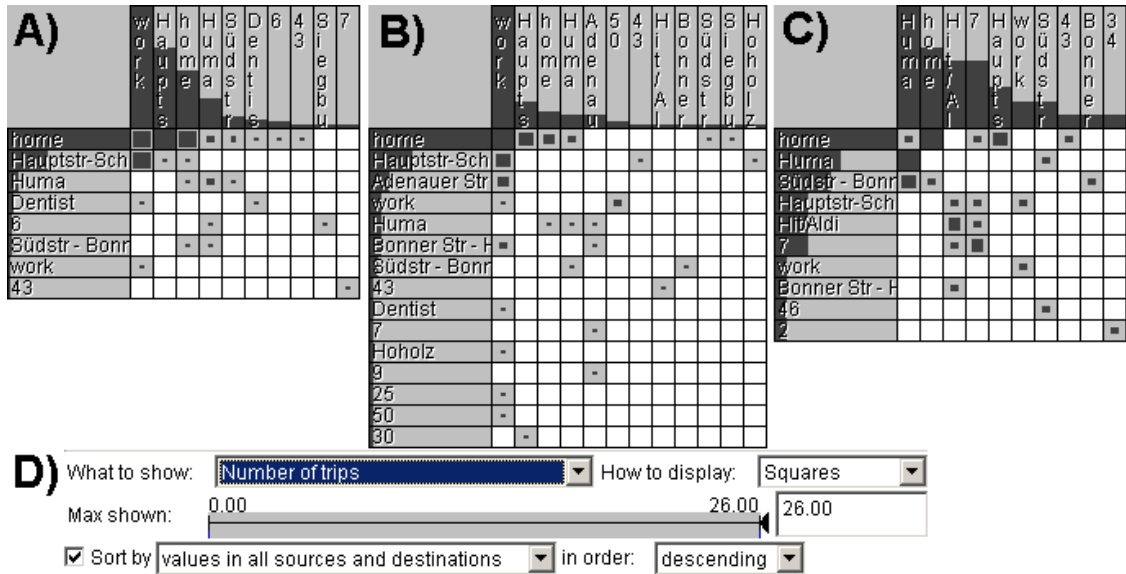 A)
work
Haupts
home
Huma
Südstr
Dentis
6
43
Siegbu
7
home
Hauptstr-Sch
Huma
Dentist
6
Südstr - Bonn
work
43
B)
work
Haupts
home
Huma
Adenau
50
43
Hit/Al
Bonner
Südstr
Siegbu
Hoholz
home
Hauptstr-Sch
Adenauer Str
work
Huma
Bonner Str - H
Südstr - Bonn
43
Dentist
7
Hoholz
9
25
50
30
C)
Huma
home
Hit/Al
7
Haupts
work
Südstr
43
Bonner
34
home
Huma
Südstr - Bonn
Hauptstr-Sch
Hit/Aldi
7
work
Bonner Str - H
46
2
D) What to show: Number of trips How to display: Squares
Max shown: 0.00 26.00 26.00
Sort by values in all sources and destinations in order: descending